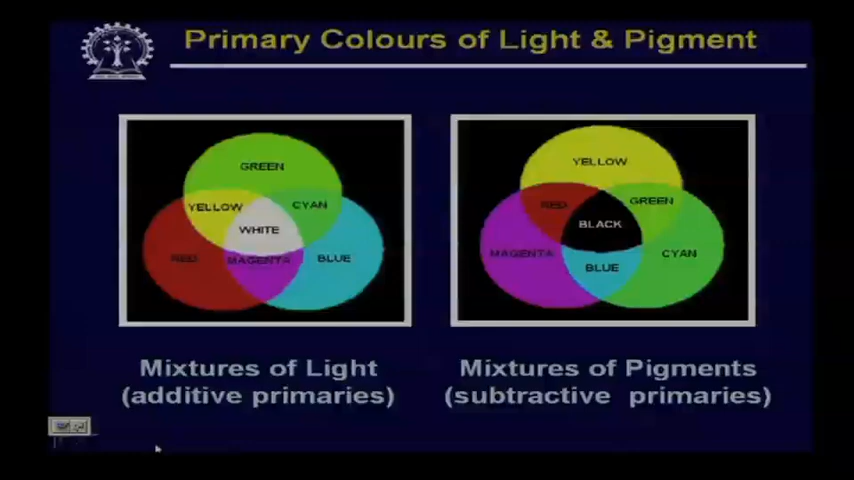 Primary Colours of Light & Pigment
GREEN
YELLOW
CYAN
WHITE
RED
MAGENTA
BLUE
YELLOW
RED
GREEN
BLACK
MAGENTA
BLUE
CYAN
Mixtures of Light
(additive primaries)
Mixtures of Pigments
(subtractive primaries)